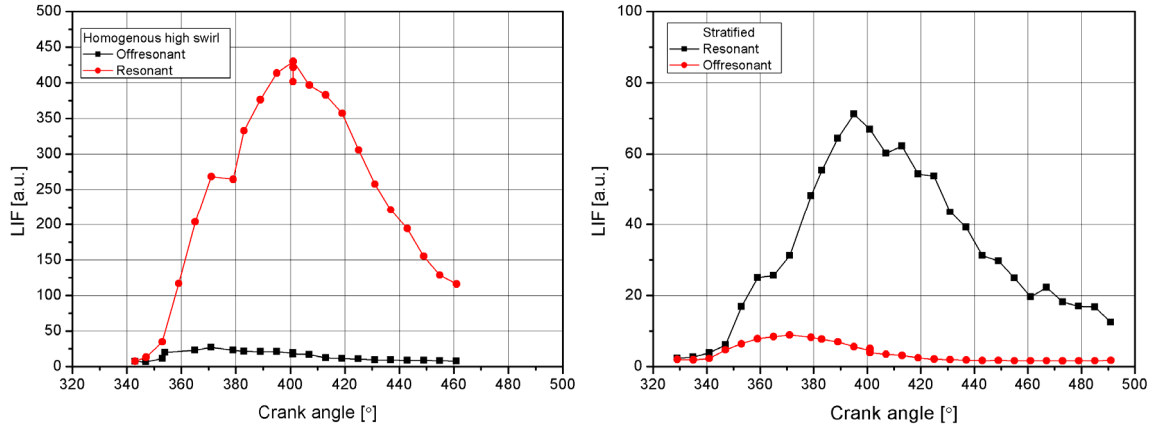 Homogenous high swirl
Offresonant
Resonant
500
450
400
350
300
250
200
150
100
50
0
LIF [a.u.]
320 340 360 380 400 420 440 460 480 500
Crank angle [°]
Stratified
Resonant
Offresonant
100
80
60
40
20
0
LIF [a.u.]
320 340 360 380 400 420 440 460 480 500
Crank angle [°]